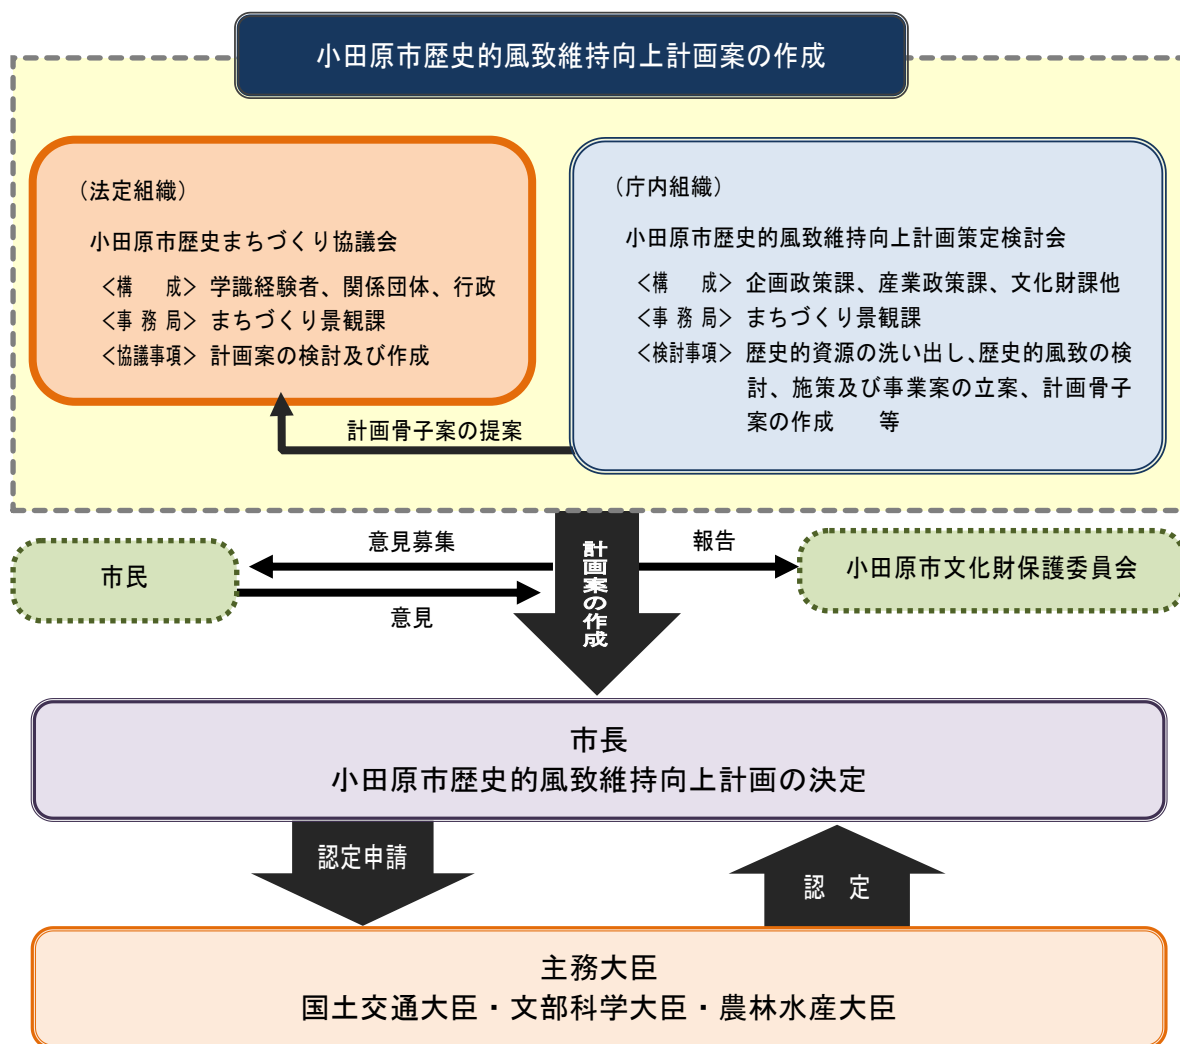 小田原市歴史的風致維持向上計画案の作成
（法定組織）
小田原市歴史まちづくり協議会
＜構　成＞ 学識経験者、関係団体、行政
＜事 務 局＞ まちづくり景観課
＜協議事項＞ 計画案の検討及び作成
（庁内組織）
小田原市歴史的風致維持向上計画策定検討会
＜構　成＞ 企画政策課、産業政策課、文化財課他
＜事 務 局＞ まちづくり景観課
＜検討事項＞ 歴史的資源の洗い出し、歴史的風致の検
討、施策及び事業案の立案、計画骨子
案の作成　　等
計画骨子案の提案
計画案の作成
意見募集
意見
市民
報告
小田原市文化財保護委員会
市長
小田原市歴史的風致維持向上計画の決定
認定申請
認　定
主務大臣
国土交通大臣・文部科学大臣・農林水産大臣